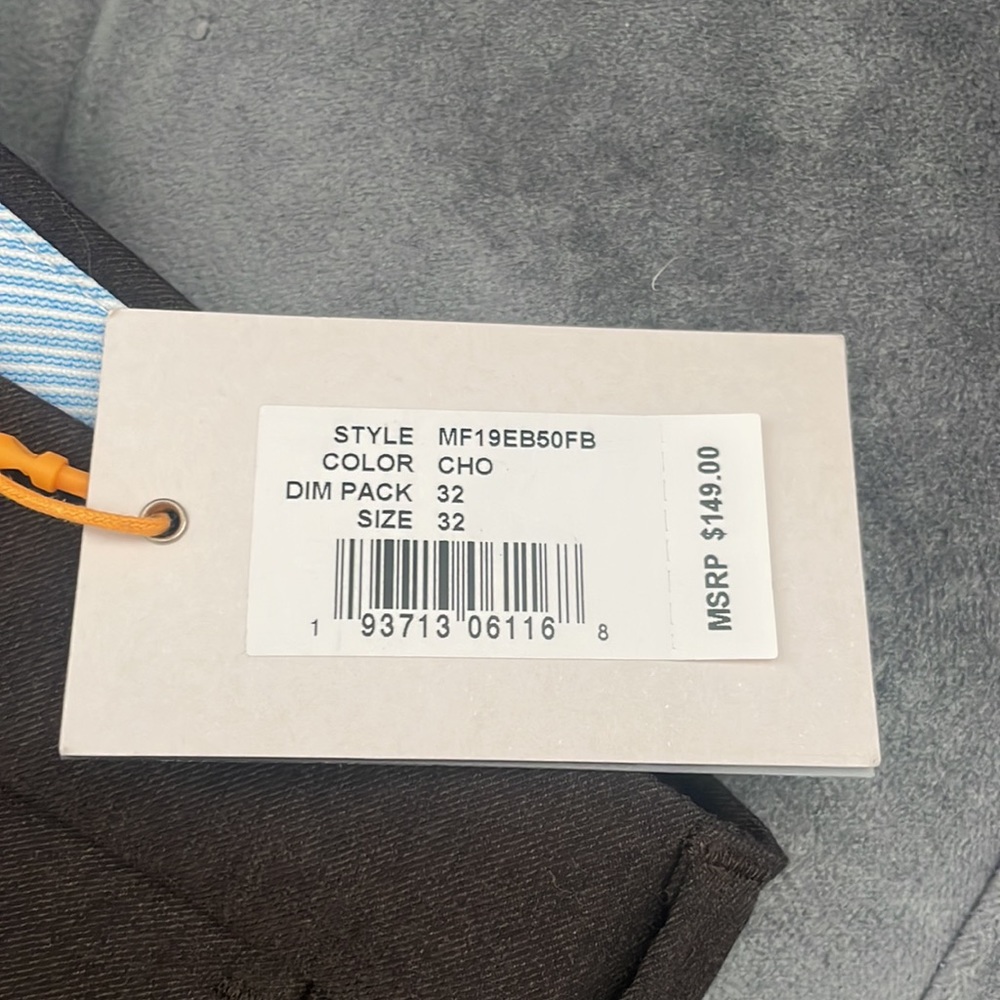 STYLE MF19EB50FB
COLOR CHO
DIM PACK 32
SIZE 32
1 93713 06116 8
MSRP $149.00